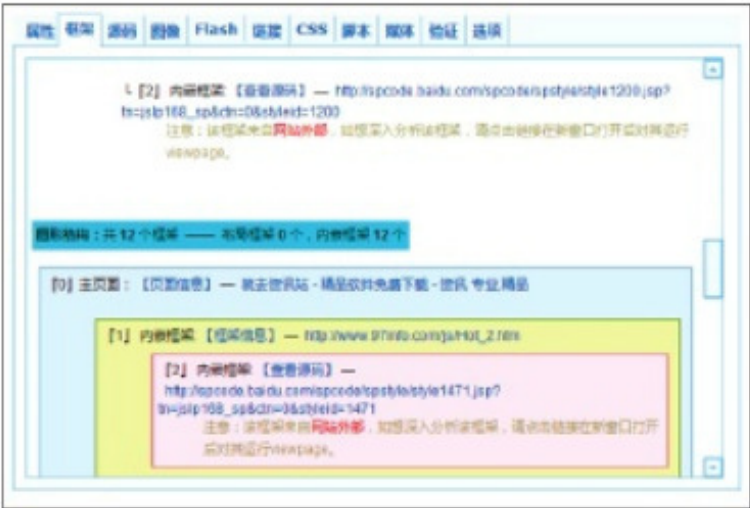 属性 框架 源码 图像 Flash 链接 CSS 脚本 媒体 验证 选项
└ [2] 内嵌框架 【查看源码】 — http://spcode.baidu.com/spcode/spstyle/style1200.jsp?
tn=jslp168_sp&ctn=0&styleid=1200
注意：该框架来自网站外部，如想深入分析该框架，请点击链接在新窗口打开后对其运行
viewpage。
图形结构：共 12 个框架 —— 布局框架 0 个，内嵌框架 12 个
[0] 主页面：【页面信息】 — 就去资讯站 - 精品软件免费下载 - 资讯 专业 精品
[1] 内嵌框架 【框架信息】 — http://www.97info.com/js/Hot_2.htm
[2] 内嵌框架 【查看源码】 —
http://spcode.baidu.com/spcode/spstyle/style1471.jsp?
tn=jslp168_sp&ctn=0&styleid=1471
注意：该框架来自网站外部，如想深入分析该框架，请点击链接在新窗口打开
后对其运行viewpage。